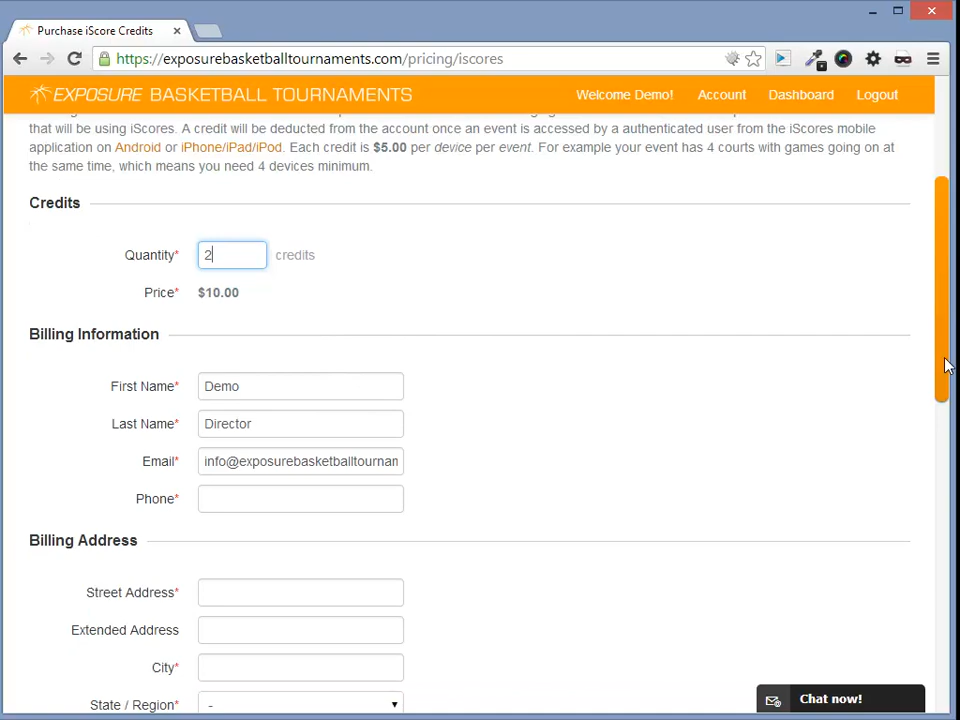 Purchase iScore Credits
https://exposurebasketballtournaments.com/pricing/iscores
EXPOSURE BASKETBALL TOURNAMENTS
Welcome Demo! Account Dashboard Logout
that will be using iScores. A credit will be deducted from the account once an event is accessed by a authenticated user from the iScores mobile
application on Android or iPhone/iPad/iPod. Each credit is $5.00 per device per event. For example your event has 4 courts with games going on at
the same time, which means you need 4 devices minimum.
Credits
Quantity* 2 credits
Price* $10.00
Billing Information
First Name* Demo
Last Name* Director
Email* info@exposurebasketballtournam
Phone*
Billing Address
Street Address*
Extended Address
City*
State / Region* -
Chat now!